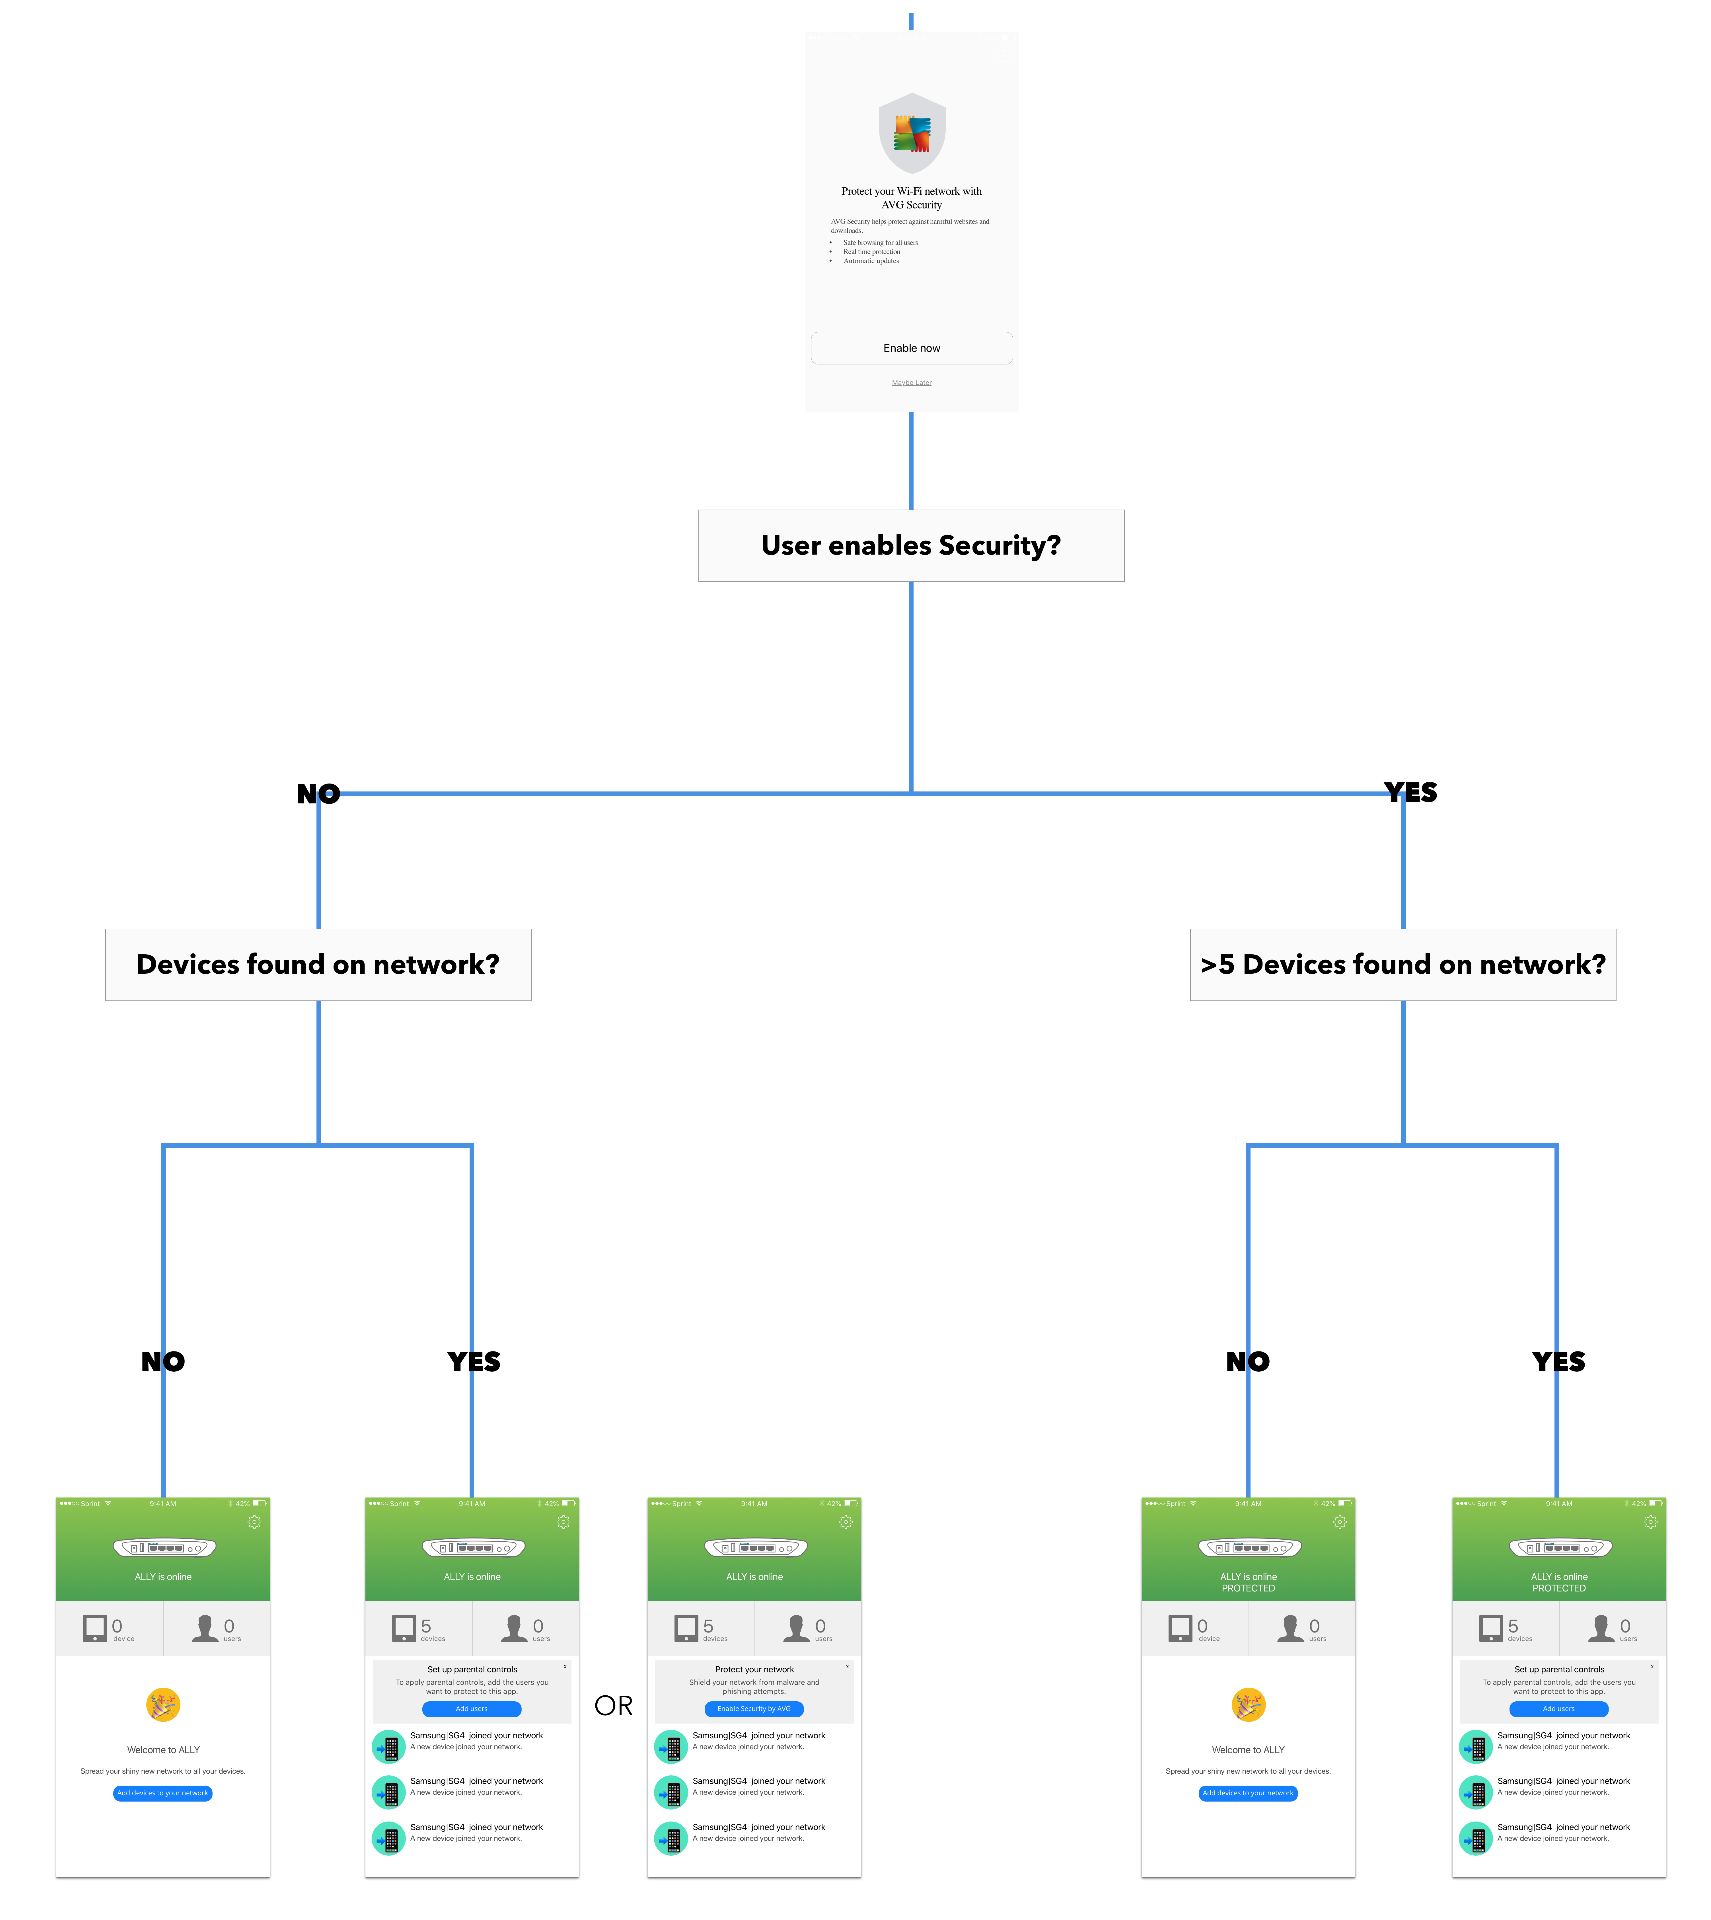 Protect your Wi-Fi network with
AVG Security
AVG Security helps protect against harmful websites and
downloads.
• Safe browsing for all users
• Real time protection
• Automatic updates
Enable now
Maybe Later
User enables Security?
NO
YES
Devices found on network?
>5 Devices found on network?
NO
YES
NO
YES
Sprint 9:41 AM 42%
ALLY is online
0 device
0 users
Welcome to ALLY
Spread your shiny new network to all your devices.
Add devices to your network
Sprint 9:41 AM 42%
ALLY is online
5 devices
0 users
Set up parental controls x
To apply parental controls, add the users you
want to protect to this app.
Add users
Samsung|SG4 joined your network
A new device joined your network.
Samsung|SG4 joined your network
A new device joined your network.
Samsung|SG4 joined your network
A new device joined your network.
OR
Sprint 9:41 AM 42%
ALLY is online
5 devices
0 users
Protect your network x
Shield your network from malware and
phishing attempts.
Enable Security by AVG
Samsung|SG4 joined your network
A new device joined your network.
Samsung|SG4 joined your network
A new device joined your network.
Samsung|SG4 joined your network
A new device joined your network.
Sprint 9:41 AM 42%
ALLY is online
PROTECTED
0 device
0 users
Welcome to ALLY
Spread your shiny new network to all your devices.
Add devices to your network
Sprint 9:41 AM 42%
ALLY is online
PROTECTED
5 devices
0 users
Set up parental controls x
To apply parental controls, add the users you
want to protect to this app.
Add users
Samsung|SG4 joined your network
A new device joined your network.
Samsung|SG4 joined your network
A new device joined your network.
Samsung|SG4 joined your network
A new device joined your network.